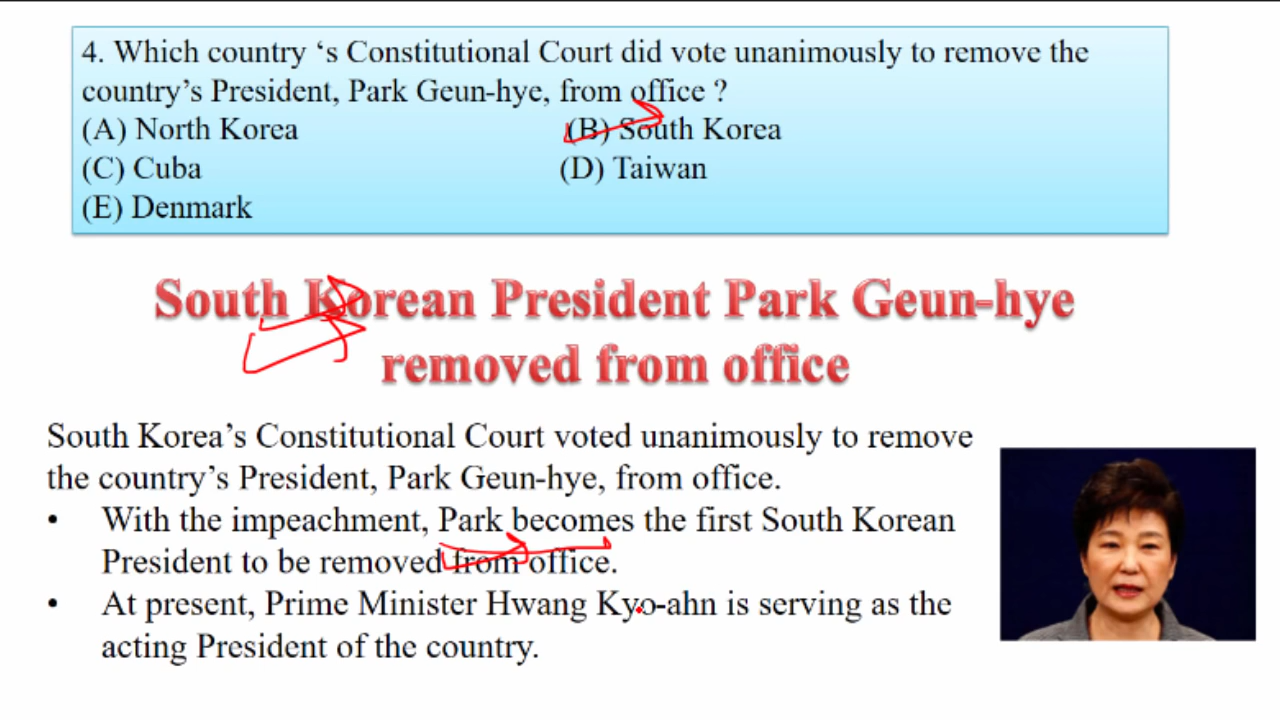 4. Which country ‘s Constitutional Court did vote unanimously to remove the
country’s President, Park Geun-hye, from office ?
(A) North Korea (B) South Korea
(C) Cuba (D) Taiwan
(E) Denmark
South Korean President Park Geun-hye
removed from office
South Korea’s Constitutional Court voted unanimously to remove
the country’s President, Park Geun-hye, from office.
• With the impeachment, Park becomes the first South Korean
President to be removed from office.
• At present, Prime Minister Hwang Kyo-ahn is serving as the
acting President of the country.